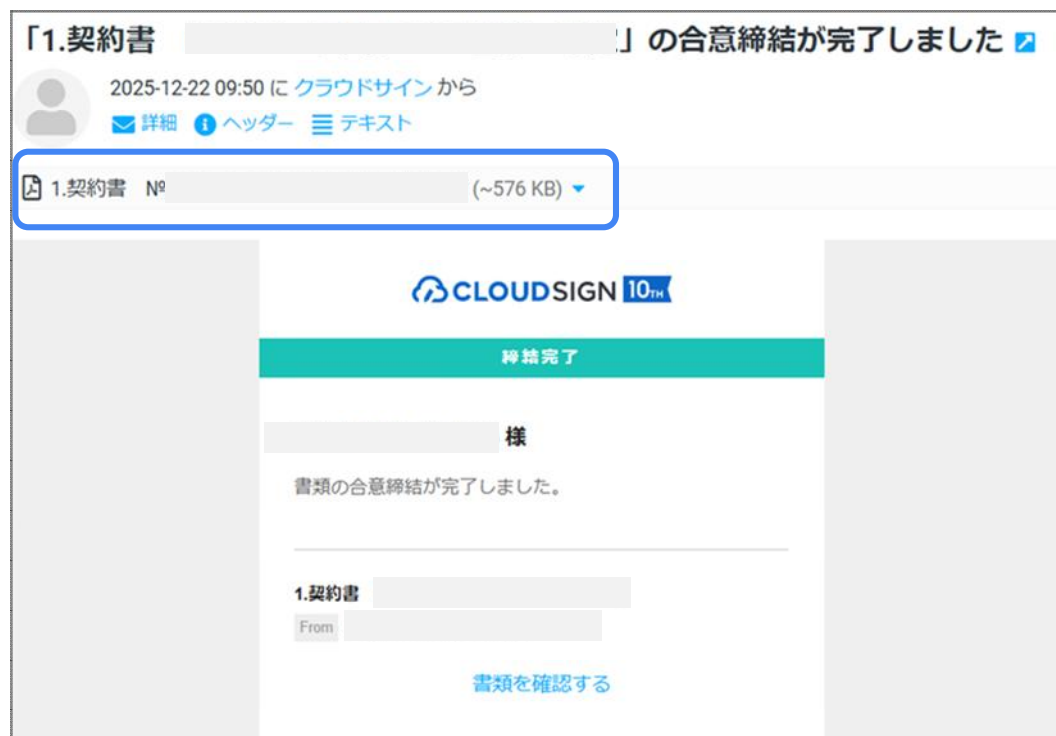 「1.契約書 」の合意締結が完了しました
2025-12-22 09:50 に クラウドサイン から
詳細 ヘッダー テキスト
1.契約書 № (~576 KB)
CLOUDSIGN 10TH
締結完了
様
書類の合意締結が完了しました。
1.契約書
From
書類を確認する